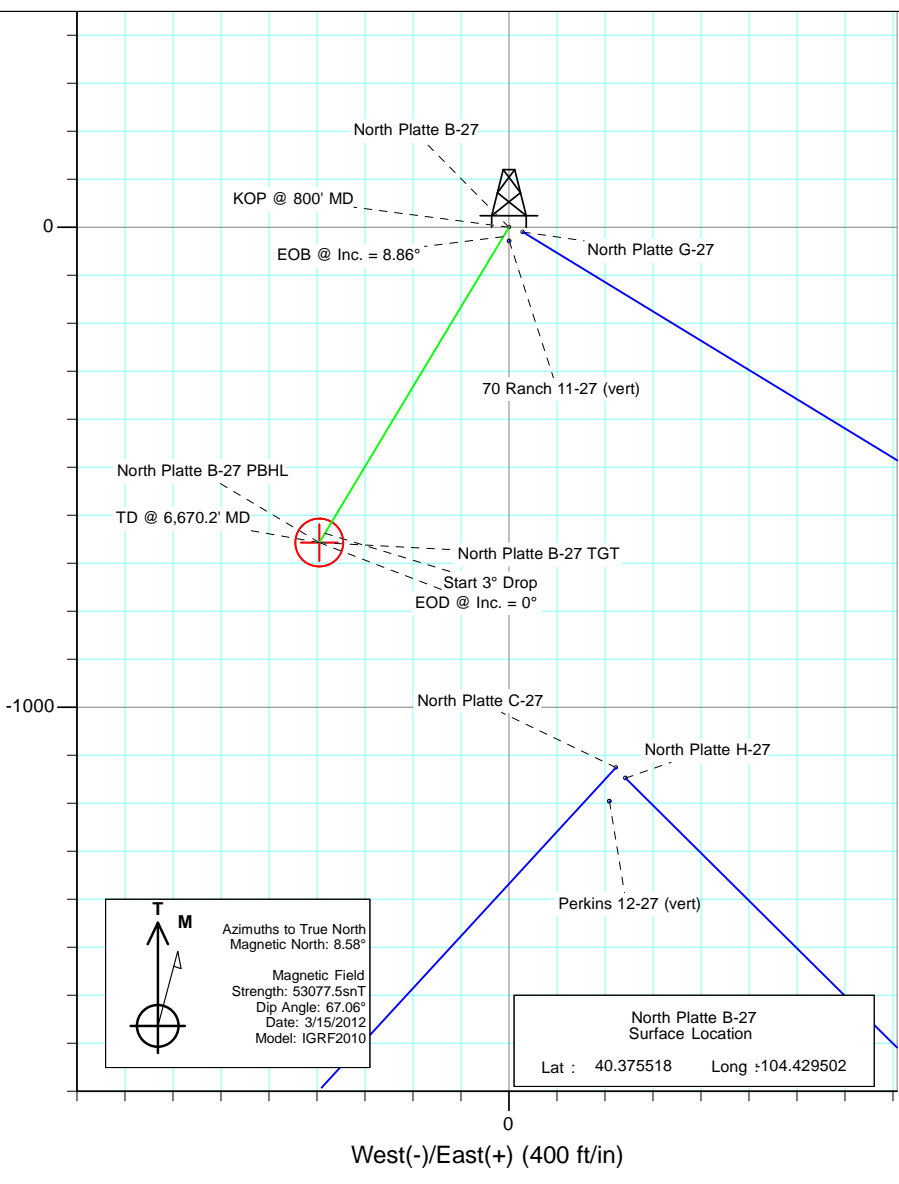 North Platte B-27
KOP @ 800' MD
0
North Platte G-27
EOB @ Inc. = 8.86°
70 Ranch 11-27 (vert)
North Platte B-27 PBHL
TD @ 6,670.2' MD
North Platte B-27 TGT
Start 3° Drop
EOD @ Inc. = 0°
-1000
North Platte C-27
North Platte H-27
Perkins 12-27 (vert)
T
M
Azimuths to True North
Magnetic North: 8.58°
Magnetic Field
Strength: 53077.5snT
Dip Angle: 67.06°
Date: 3/15/2012
Model: IGRF2010
North Platte B-27
Surface Location
Lat : 40.375518 Long :-104.429502
0
West(-)/East(+) (400 ft/in)